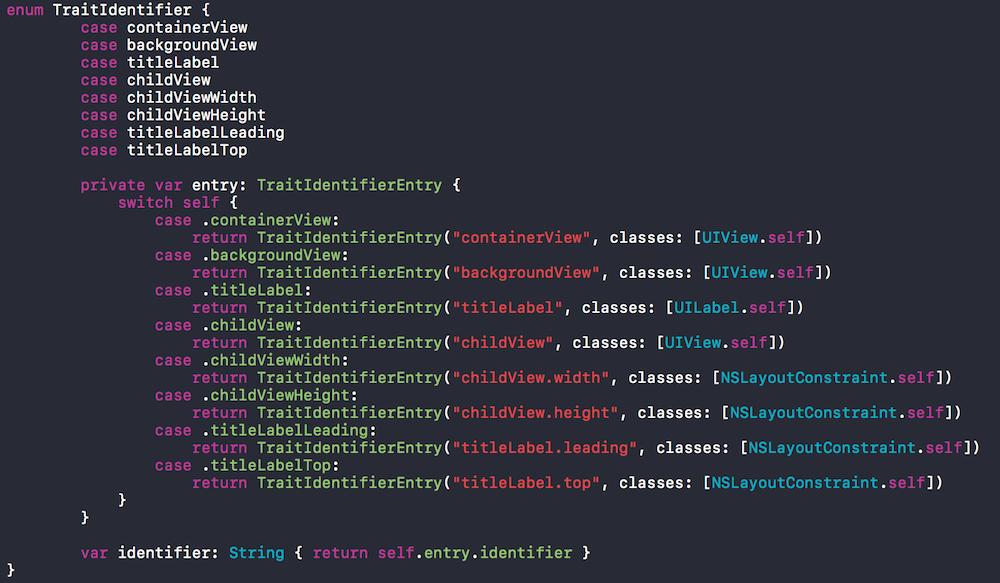 enum TraitIdentifier {
case containerView
case backgroundView
case titleLabel
case childView
case childViewWidth
case childViewHeight
case titleLabelLeading
case titleLabelTop
private var entry: TraitIdentifierEntry {
switch self {
case .containerView:
return TraitIdentifierEntry("containerView", classes: [UIView.self])
case .backgroundView:
return TraitIdentifierEntry("backgroundView", classes: [UIView.self])
case .titleLabel:
return TraitIdentifierEntry("titleLabel", classes: [UILabel.self])
case .childView:
return TraitIdentifierEntry("childView", classes: [UIView.self])
case .childViewWidth:
return TraitIdentifierEntry("childView.width", classes: [NSLayoutConstraint.self])
case .childViewHeight:
return TraitIdentifierEntry("childView.height", classes: [NSLayoutConstraint.self])
case .titleLabelLeading:
return TraitIdentifierEntry("titleLabel.leading", classes: [NSLayoutConstraint.self])
case .titleLabelTop:
return TraitIdentifierEntry("titleLabel.top", classes: [NSLayoutConstraint.self])
}
}
var identifier: String { return self.entry.identifier }
}